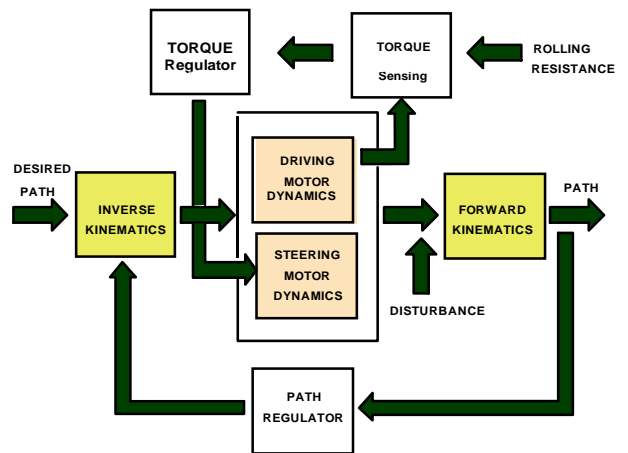 TORQUE
Regulator
TORQUE
Sensing
ROLLING
RESISTANCE
DESIRED
PATH
INVERSE
KINEMATICS
DRIVING
MOTOR
DYNAMICS
STEERING
MOTOR
DYNAMICS
FORWARD
KINEMATICS
PATH
DISTURBANCE
PATH
REGULATOR